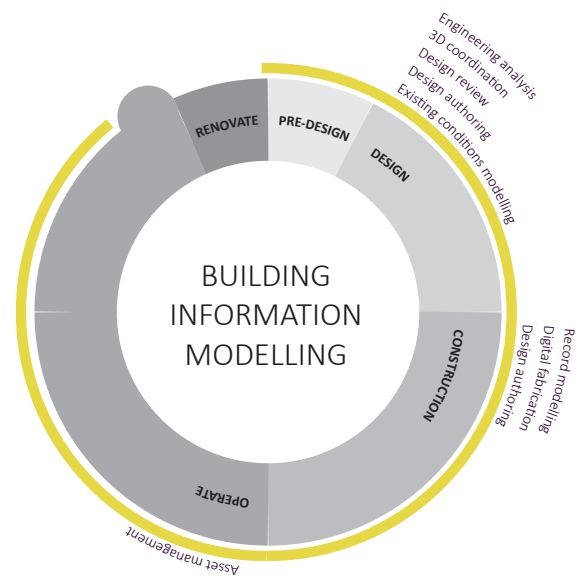 Engineering analysis
3D coordination
Design review
Design authoring
Existing conditions modelling
RENOVATE
PRE-DESIGN
DESIGN
BUILDING
INFORMATION
MODELLING
CONSTRUCTION
Record modelling
Digital fabrication
Design authoring
OPERATE
Asset management